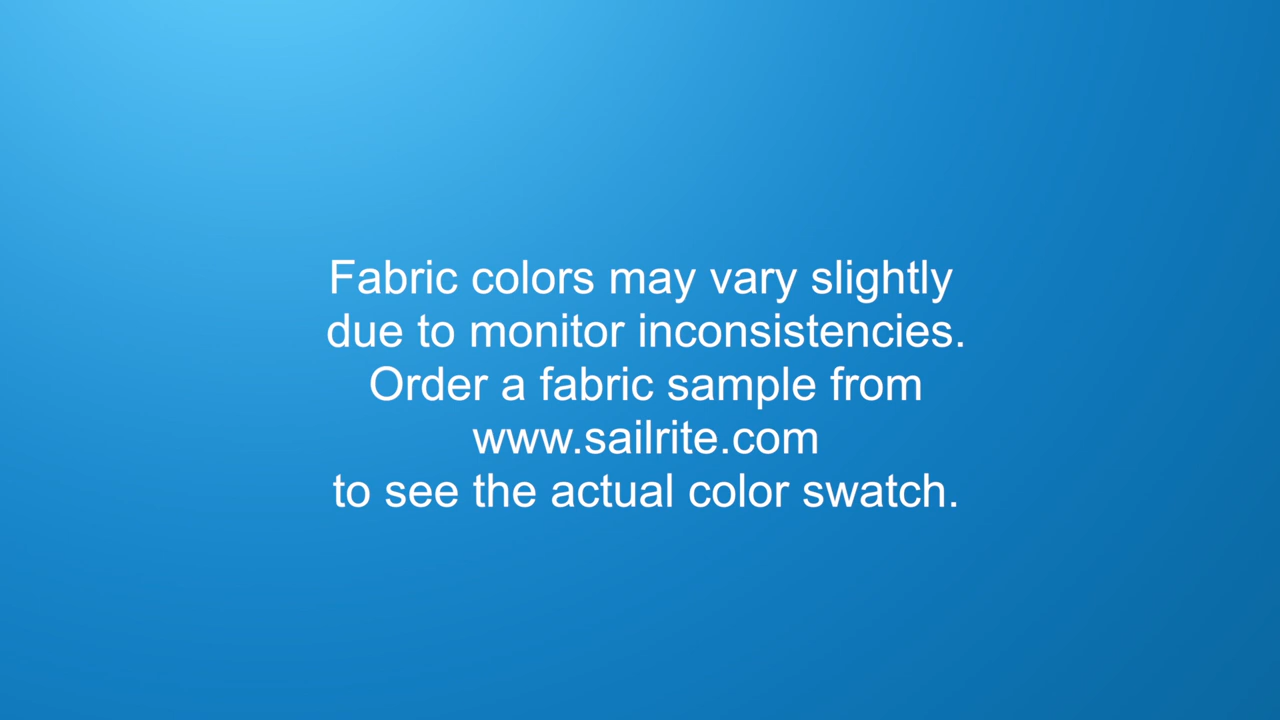 Fabric colors may vary slightly
due to monitor inconsistencies.
Order a fabric sample from
www.sailrite.com
to see the actual color swatch.